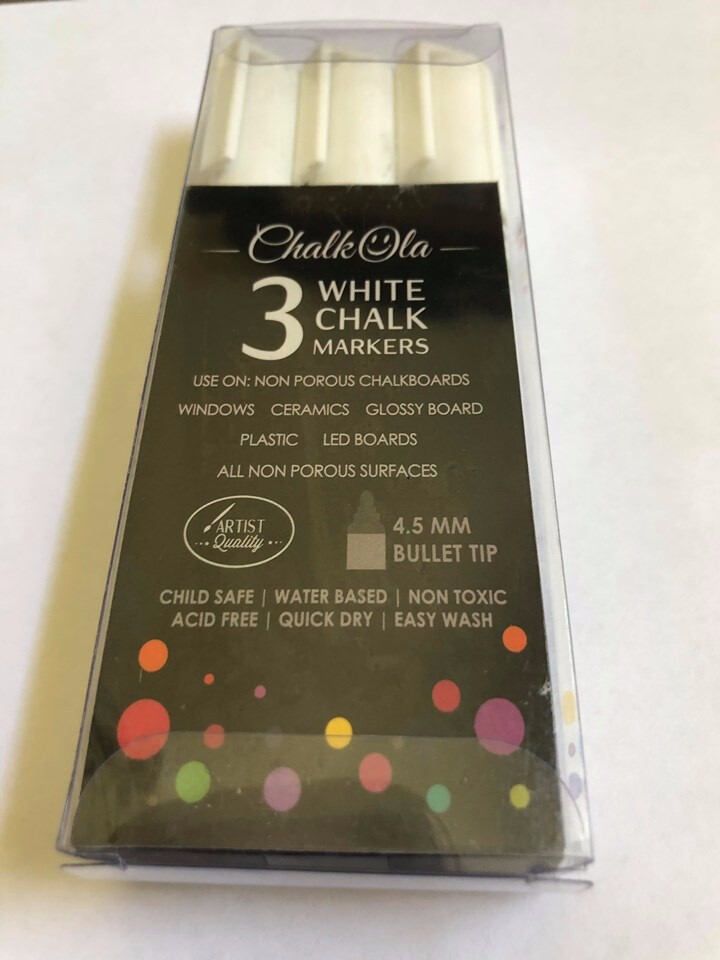 ChalkOla
3 WHITE
CHALK
MARKERS
USE ON: NON POROUS CHALKBOARDS
WINDOWS CERAMICS GLOSSY BOARD
PLASTIC LED BOARDS
ALL NON POROUS SURFACES
ARTIST
Quality
4.5 MM
BULLET TIP
CHILD SAFE | WATER BASED | NON TOXIC
ACID FREE | QUICK DRY | EASY WASH